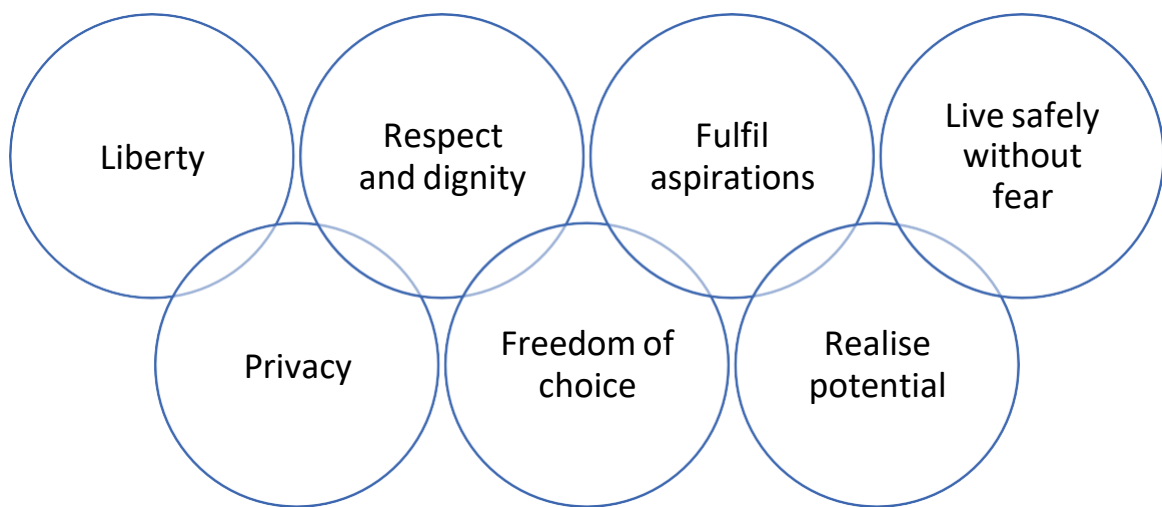 Liberty
Respect
and dignity
Fulfil
aspirations
Live safely
without
fear
Privacy
Freedom of
choice
Realise
potential